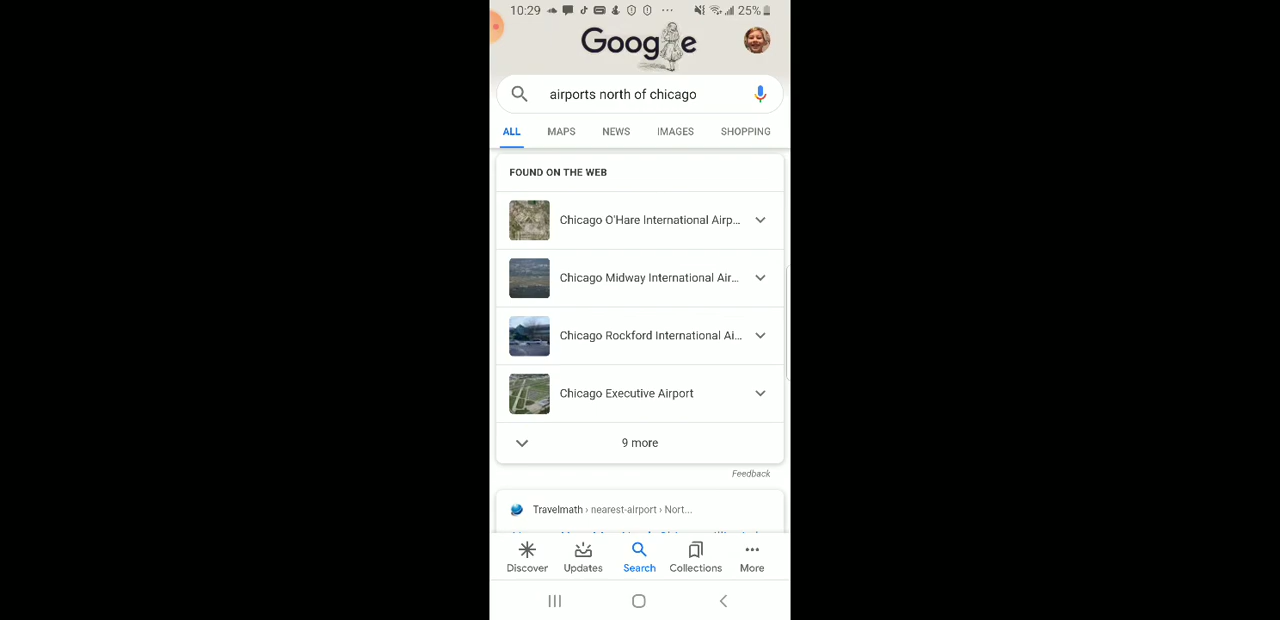 10:29 25%
Google
airports north of chicago
ALL MAPS NEWS IMAGES SHOPPING
FOUND ON THE WEB
Chicago O'Hare International Airp...
Chicago Midway International Air...
Chicago Rockford International Ai...
Chicago Executive Airport
9 more
Feedback
Travelmath › nearest-airport › Nort...
Discover Updates Search Collections More